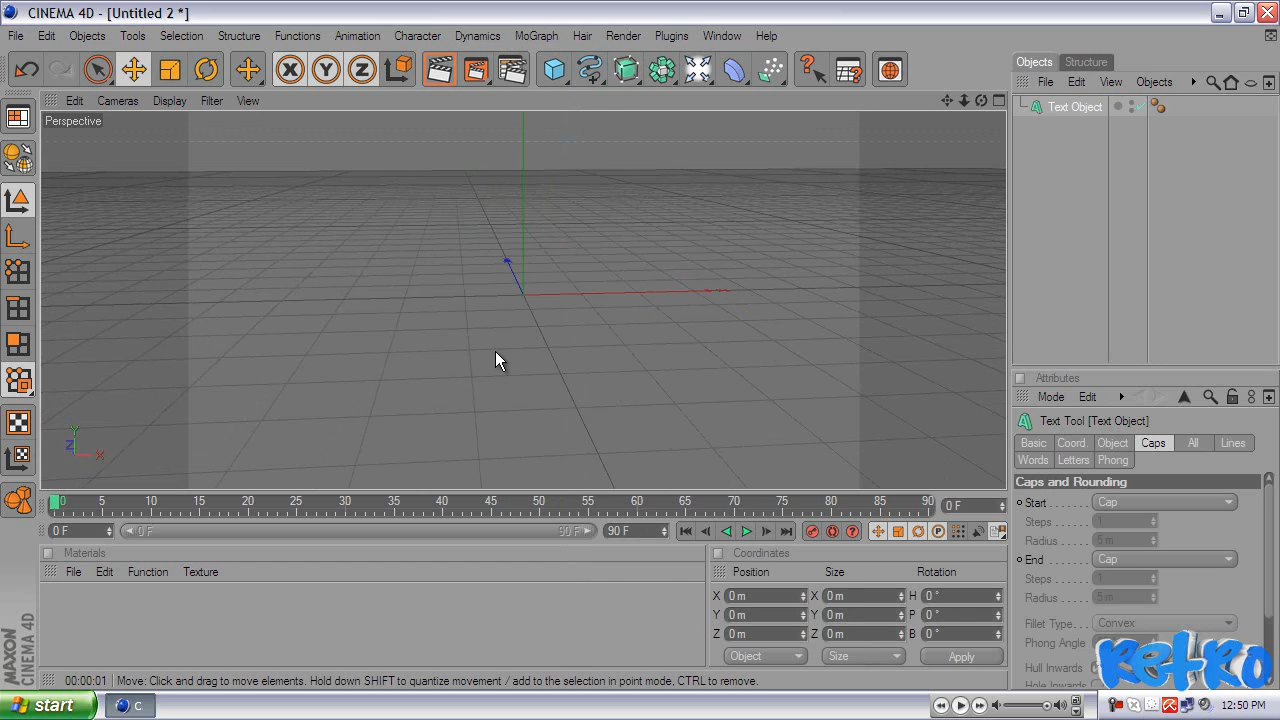 CINEMA 4D - [Untitled 2 *]
File Edit Objects Tools Selection Structure Functions Animation Character Dynamics MoGraph Hair Render Plugins Window Help
X Y Z
Objects Structure
File Edit View Objects
Text Object
Edit Cameras Display Filter View
Perspective
Y
Z
X
Attributes
Mode Edit
Text Tool [Text Object]
Basic Coord. Object Caps All Lines
Words Letters Phong
Caps and Rounding
Start Cap
Steps 1
Radius 5 m
End Cap
Steps 1
Radius 5 m
Fillet Type Convex
Phong Angle
Hull Inwards
Hole Inwards
0 5 10 15 20 25 30 35 40 45 50 55 60 65 70 75 80 85 90 0 F
0 F 0 F 90 F 90 F
Materials
File Edit Function Texture
Coordinates
Position Size Rotation
X 0 m X 0 m H 0 °
Y 0 m Y 0 m P 0 °
Z 0 m Z 0 m B 0 °
Object Size Apply
MAXON
CINEMA 4D
00:00:01 Move: Click and drag to move elements. Hold down SHIFT to quantize movement / add to the selection in point mode, CTRL to remove.
Retro
start C 12:50 PM